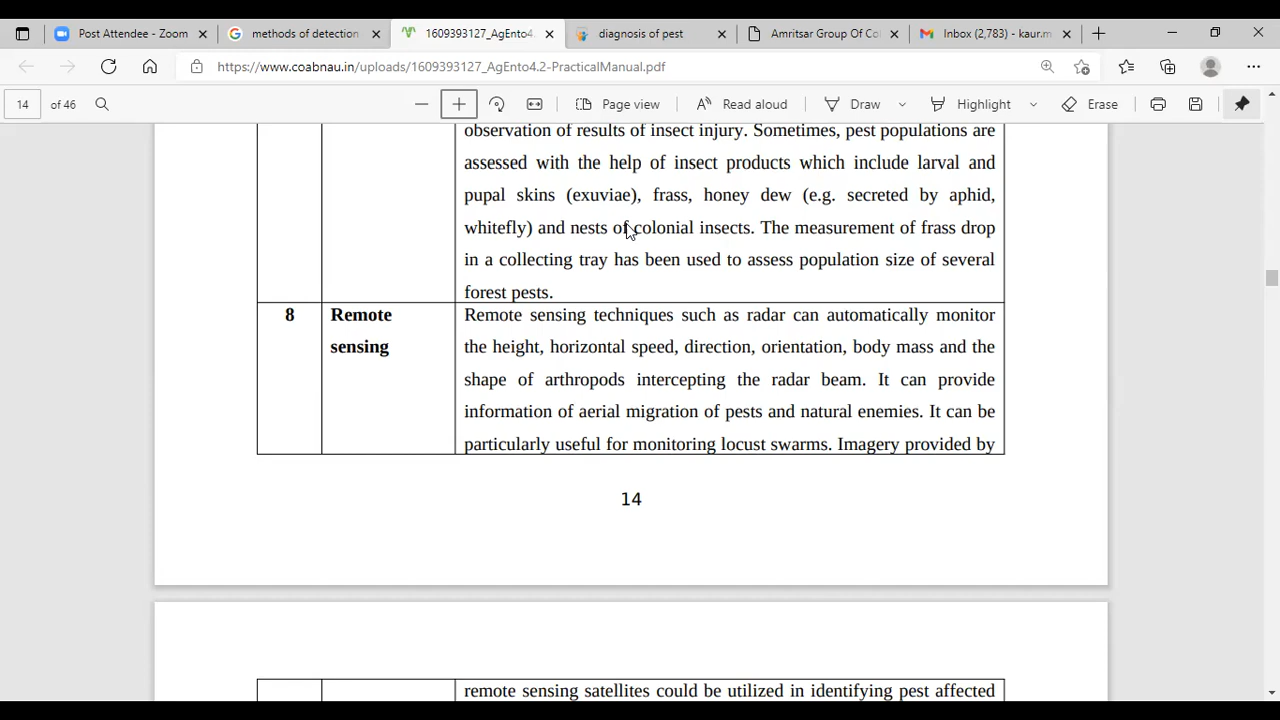 Post Attendee - Zoom
methods of detection
1609393127_AgEnto4.
diagnosis of pest
Amritsar Group Of Co
Inbox (2,783) - kaur.m
https://www.coabnau.in/uploads/1609393127_AgEnto4.2-PracticalManual.pdf
14 of 46
Page view
Read aloud
Draw
Highlight
Erase
observation of results of insect injury. Sometimes, pest populations are
assessed with the help of insect products which include larval and
pupal skins (exuviae), frass, honey dew (e.g. secreted by aphid,
whitefly) and nests of colonial insects. The measurement of frass drop
in a collecting tray has been used to assess population size of several
forest pests.
8
Remote
sensing
Remote sensing techniques such as radar can automatically monitor
the height, horizontal speed, direction, orientation, body mass and the
shape of arthropods intercepting the radar beam. It can provide
information of aerial migration of pests and natural enemies. It can be
particularly useful for monitoring locust swarms. Imagery provided by
14
remote sensing satellites could be utilized in identifying pest affected